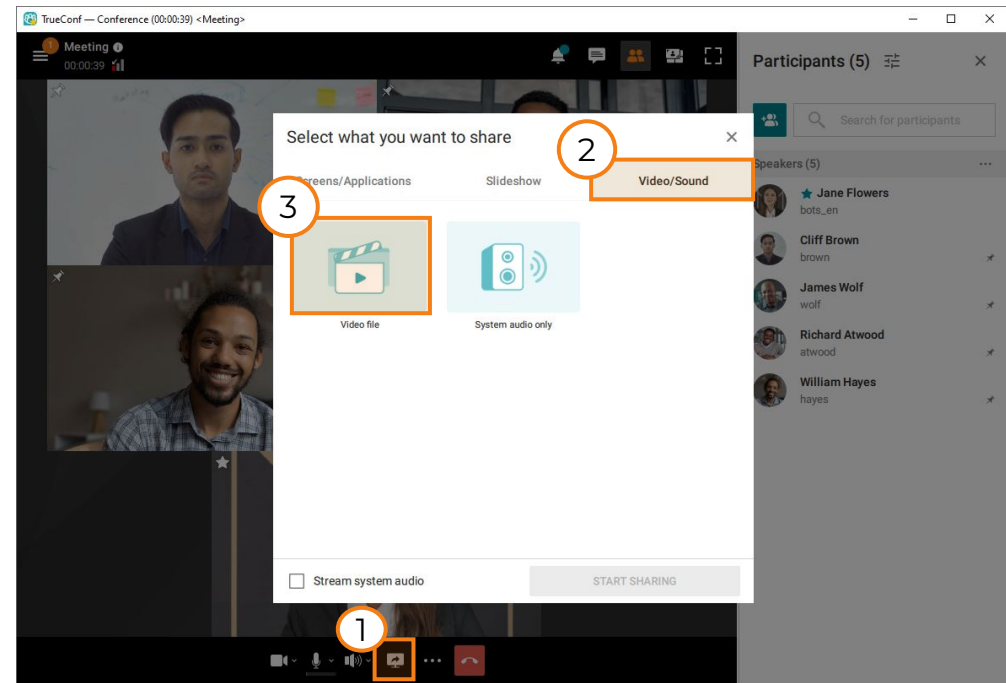 TrueConf — Conference (00:00:39) <Meeting>
1
Meeting
00:00:39
Participants (5)
Search for participants
Speakers (5)
Jane Flowers
bots_en
Cliff Brown
brown
James Wolf
wolf
Richard Atwood
atwood
William Hayes
hayes
Select what you want to share
2
Screens/Applications
Slideshow
Video/Sound
3
Video file
System audio only
Stream system audio
START SHARING
1